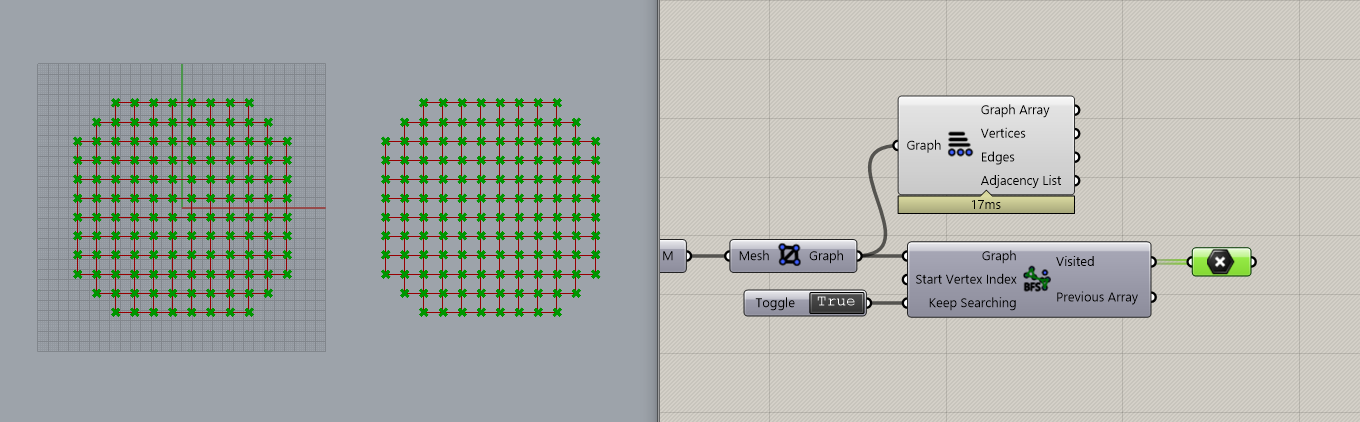 Graph Array
Vertices
Graph
Edges
Adjacency List
17ms
M
Mesh
Graph
Graph
Visited
Start Vertex Index
BFS
Previous Array
Keep Searching
Toggle
True